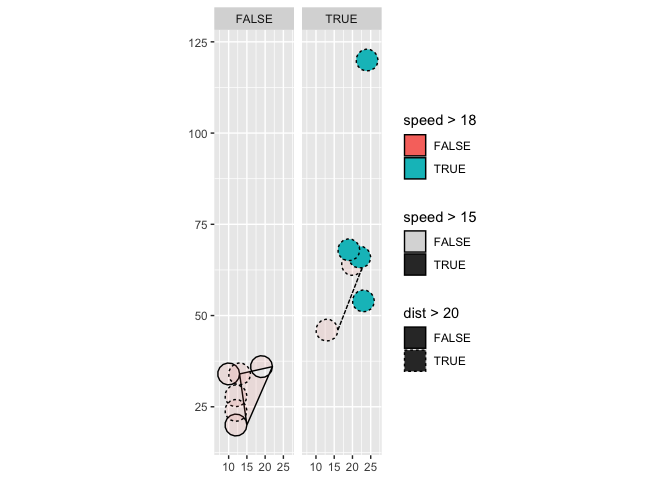 FALSE TRUE
125
100
75
50
25
10 15 20 25 10 15 20 25
speed > 18
FALSE
TRUE
speed > 15
FALSE
TRUE
dist > 20
FALSE
TRUE